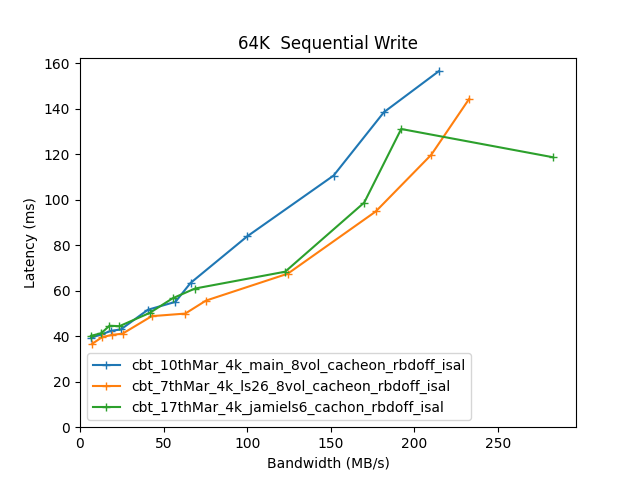 64K  Sequential Write
160
140
120
100
80
60
40
20
0
Latency (ms)
cbt_10thMar_4k_main_8vol_cacheon_rbdoff_isal
cbt_7thMar_4k_ls26_8vol_cacheon_rbdoff_isal
cbt_17thMar_4k_jamiels6_cachon_rbdoff_isal
0 50 100 150 200 250
Bandwidth (MB/s)